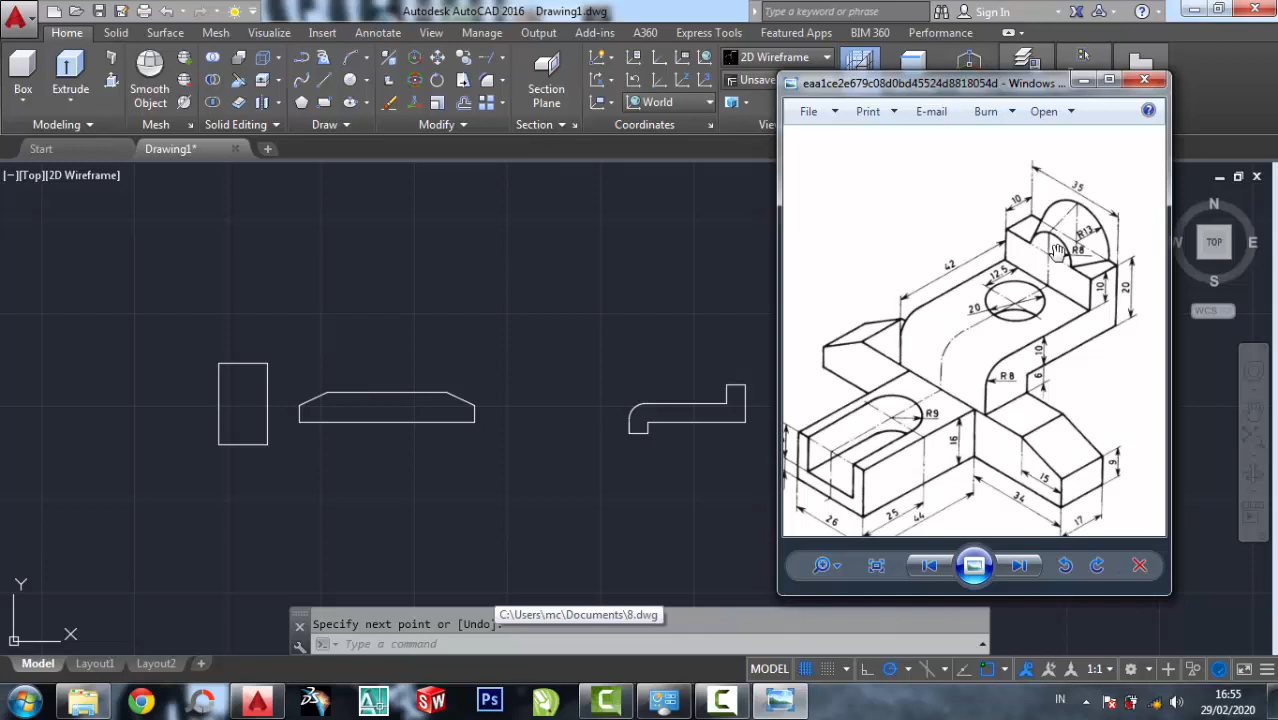 Autodesk AutoCAD 2016 Drawing1.dwg
Type a keyword or phrase
Sign In
Home Solid Surface Mesh Visualize Insert Annotate View Manage Output Add-ins A360 Express Tools Featured Apps BIM 360 Performance
Box
Extrude
Smooth
Object
Section
Plane
2D Wireframe
Unsave
World
Modeling
Mesh
Solid Editing
Draw
Modify
Section
Coordinates
Start
Drawing1*
[−][Top][2D Wireframe]
eaa1ce2e679c08d0bd45524d8818054d - Windows ...
File Print E-mail Burn Open
35
10
R13
R8
42
12.5
20
10
20
10
6
R8
R9
16
15
9
34
17
25
44
26
N
W
TOP
E
S
WCS
Y
X
C:\Users\mc\Documents\8.dwg
Specify next point or [Undo]:
Type a command
Model Layout1 Layout2
MODEL
1:1
Ps
IN
16:55
29/02/2020